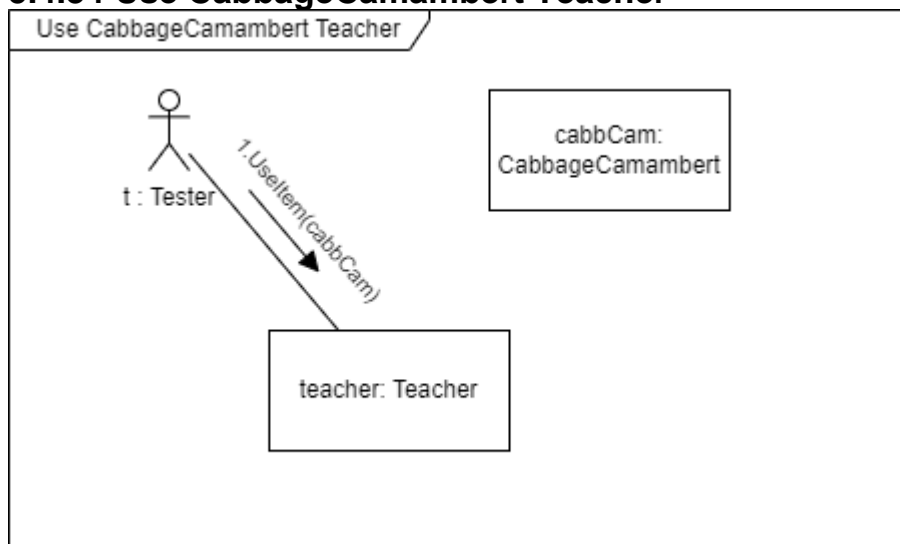 Use CabbageCamambert Teacher
t : Tester
1.UseItem(cabbCam)
cabbCam:
CabbageCamambert
teacher: Teacher